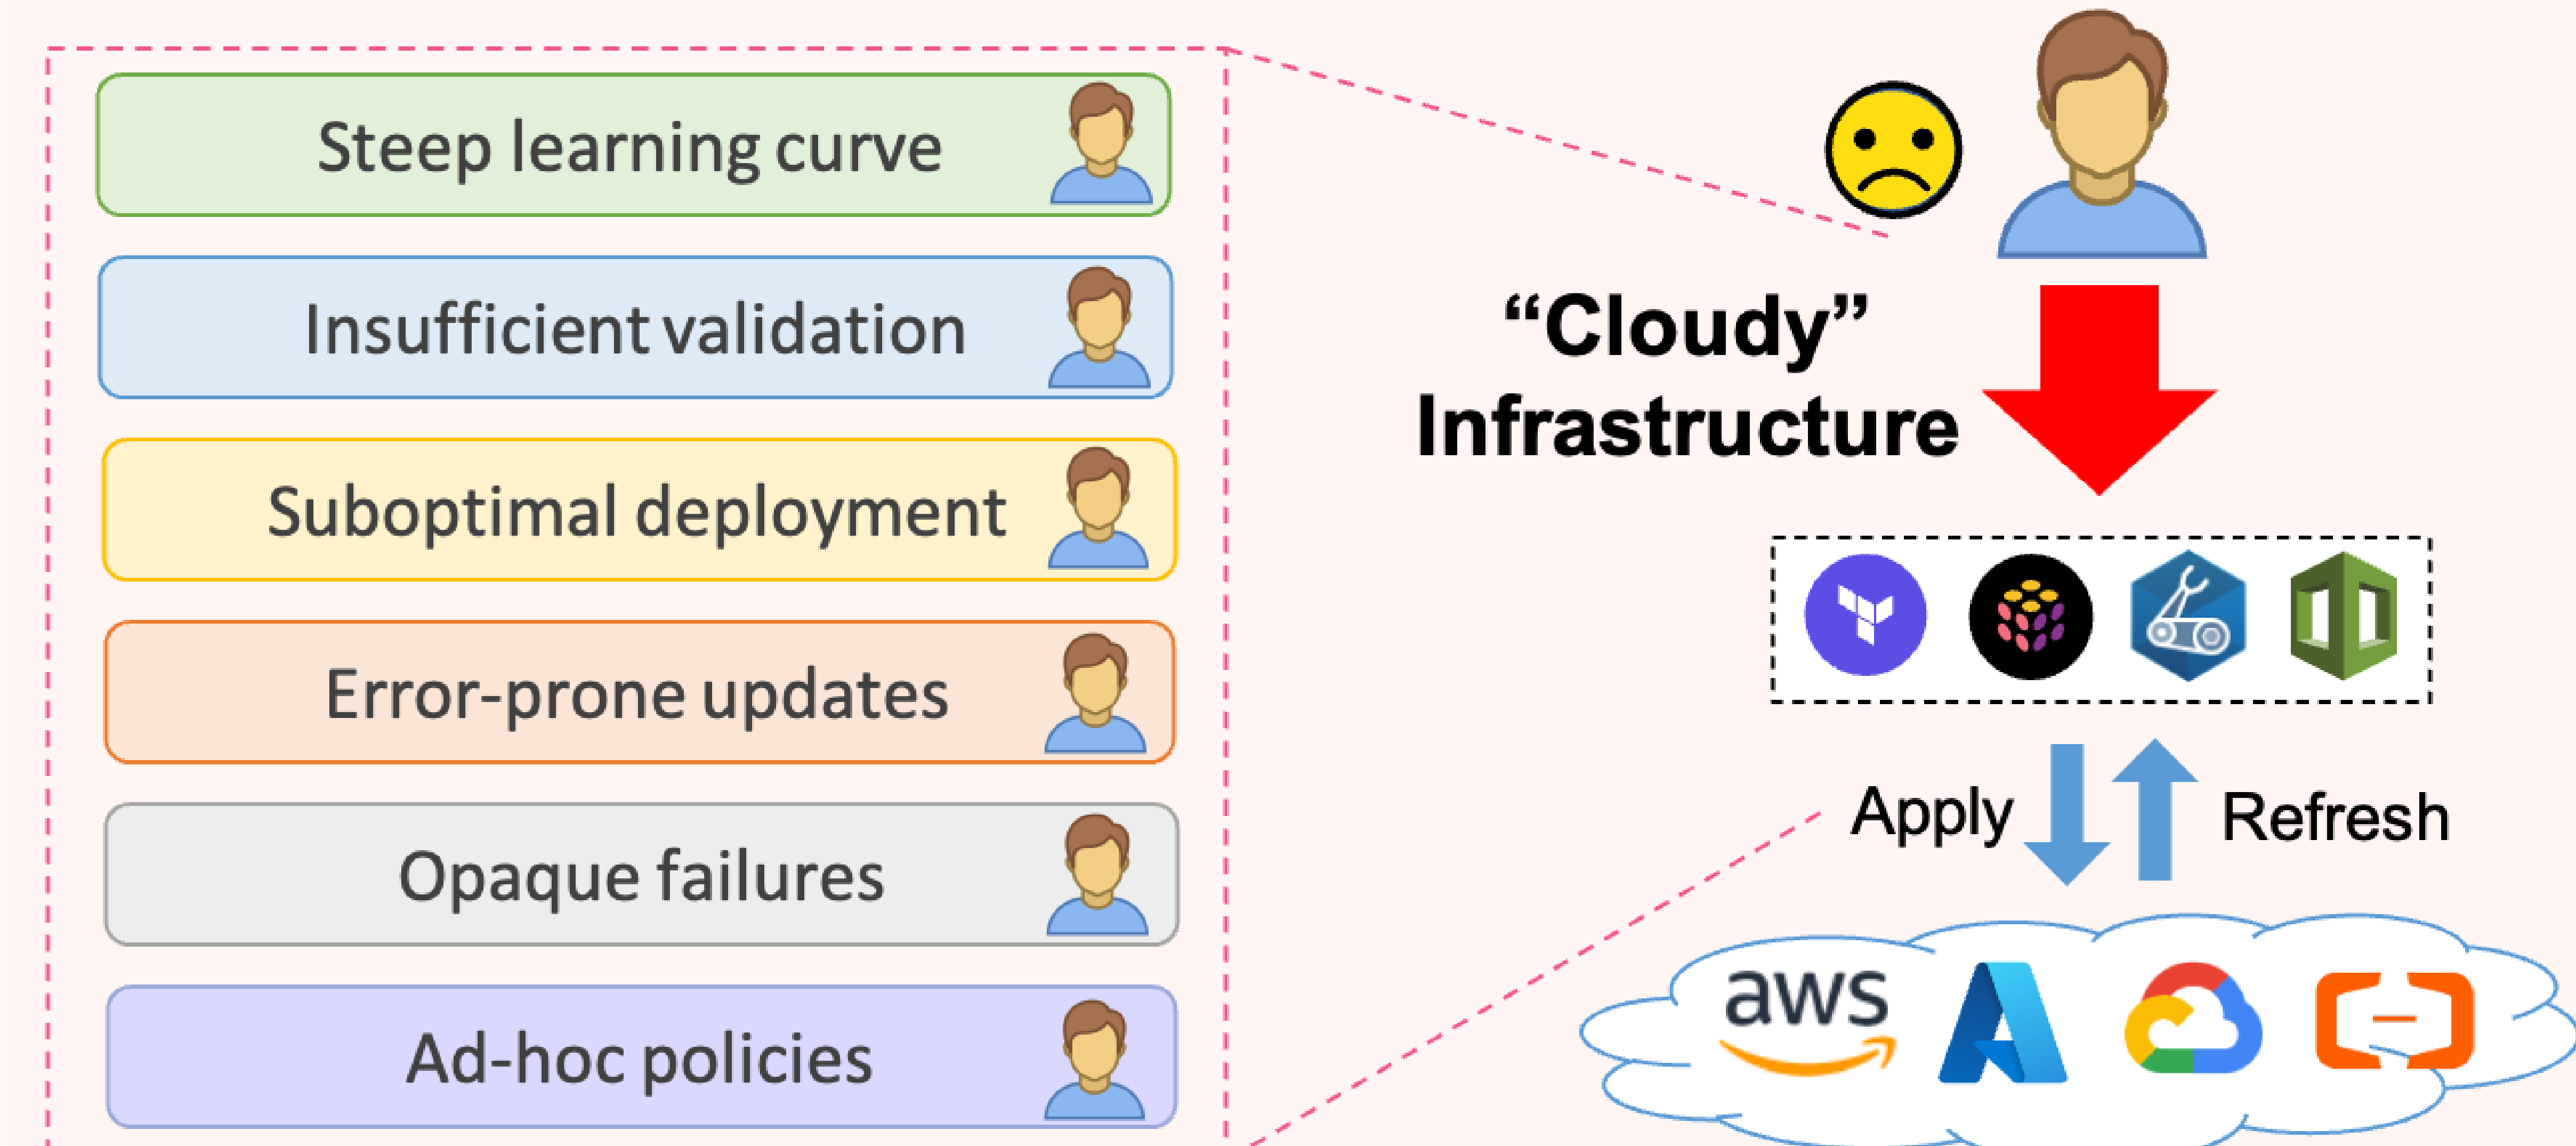 Steep learning curve
Insufficient validation
Suboptimal deployment
Error-prone updates
Opaque failures
Ad-hoc policies
“Cloudy”
Infrastructure
Apply
Refresh
aws